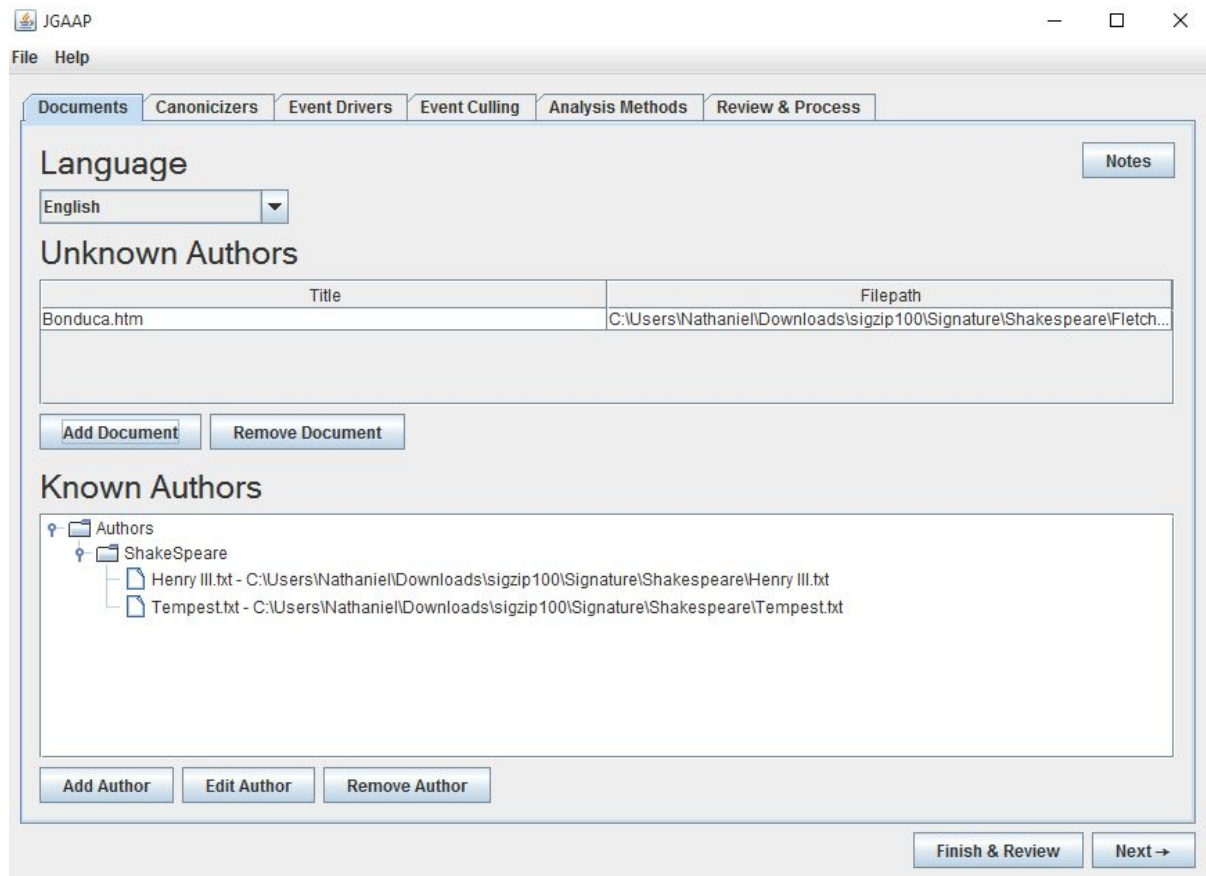 JGAAP
File Help
Documents Canonicizers Event Drivers Event Culling Analysis Methods Review & Process
Language
Notes
English
Unknown Authors
Title Filepath
Bonduca.htm C:\Users\Nathaniel\Downloads\sigzip100\Signature\Shakespeare\Fletch...
Add Document Remove Document
Known Authors
Authors
ShakeSpeare
Henry III.txt - C:\Users\Nathaniel\Downloads\sigzip100\Signature\Shakespeare\Henry III.txt
Tempest.txt - C:\Users\Nathaniel\Downloads\sigzip100\Signature\Shakespeare\Tempest.txt
Add Author Edit Author Remove Author
Finish & Review Next→